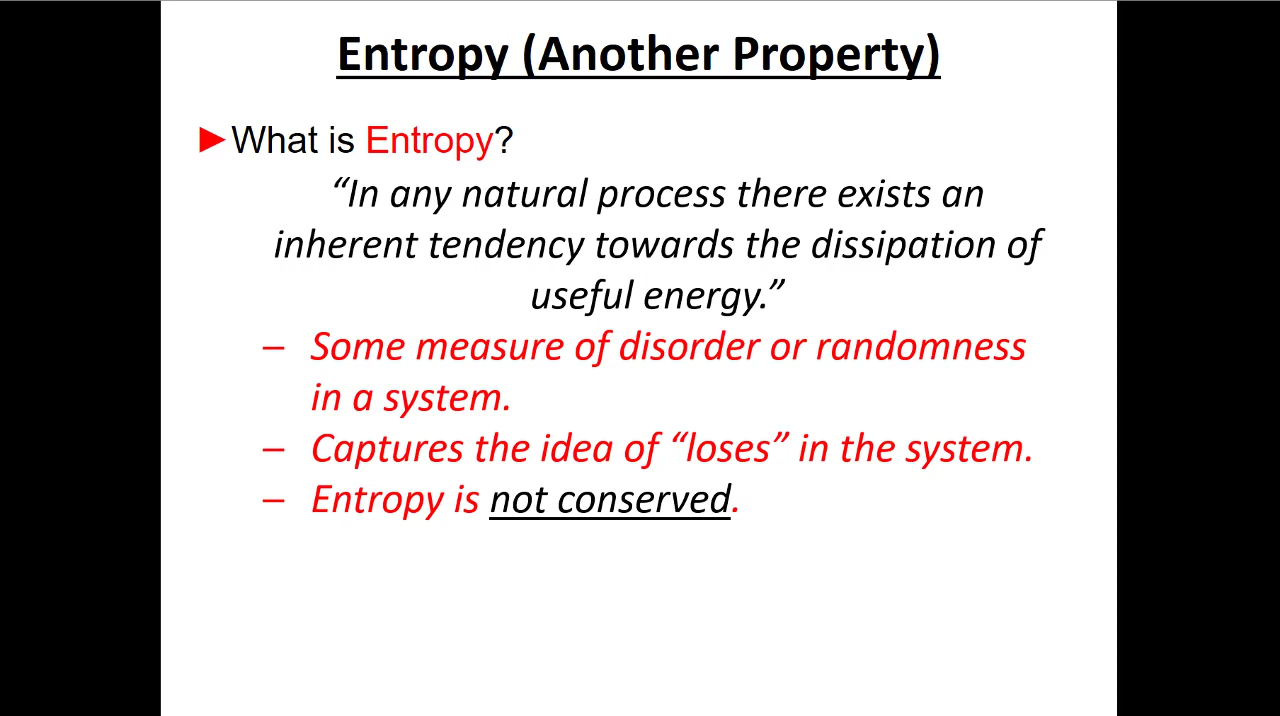 Entropy (Another Property)
►What is Entropy?
“In any natural process there exists an
inherent tendency towards the dissipation of
useful energy.”
– Some measure of disorder or randomness
in a system.
– Captures the idea of “loses” in the system.
– Entropy is not conserved.